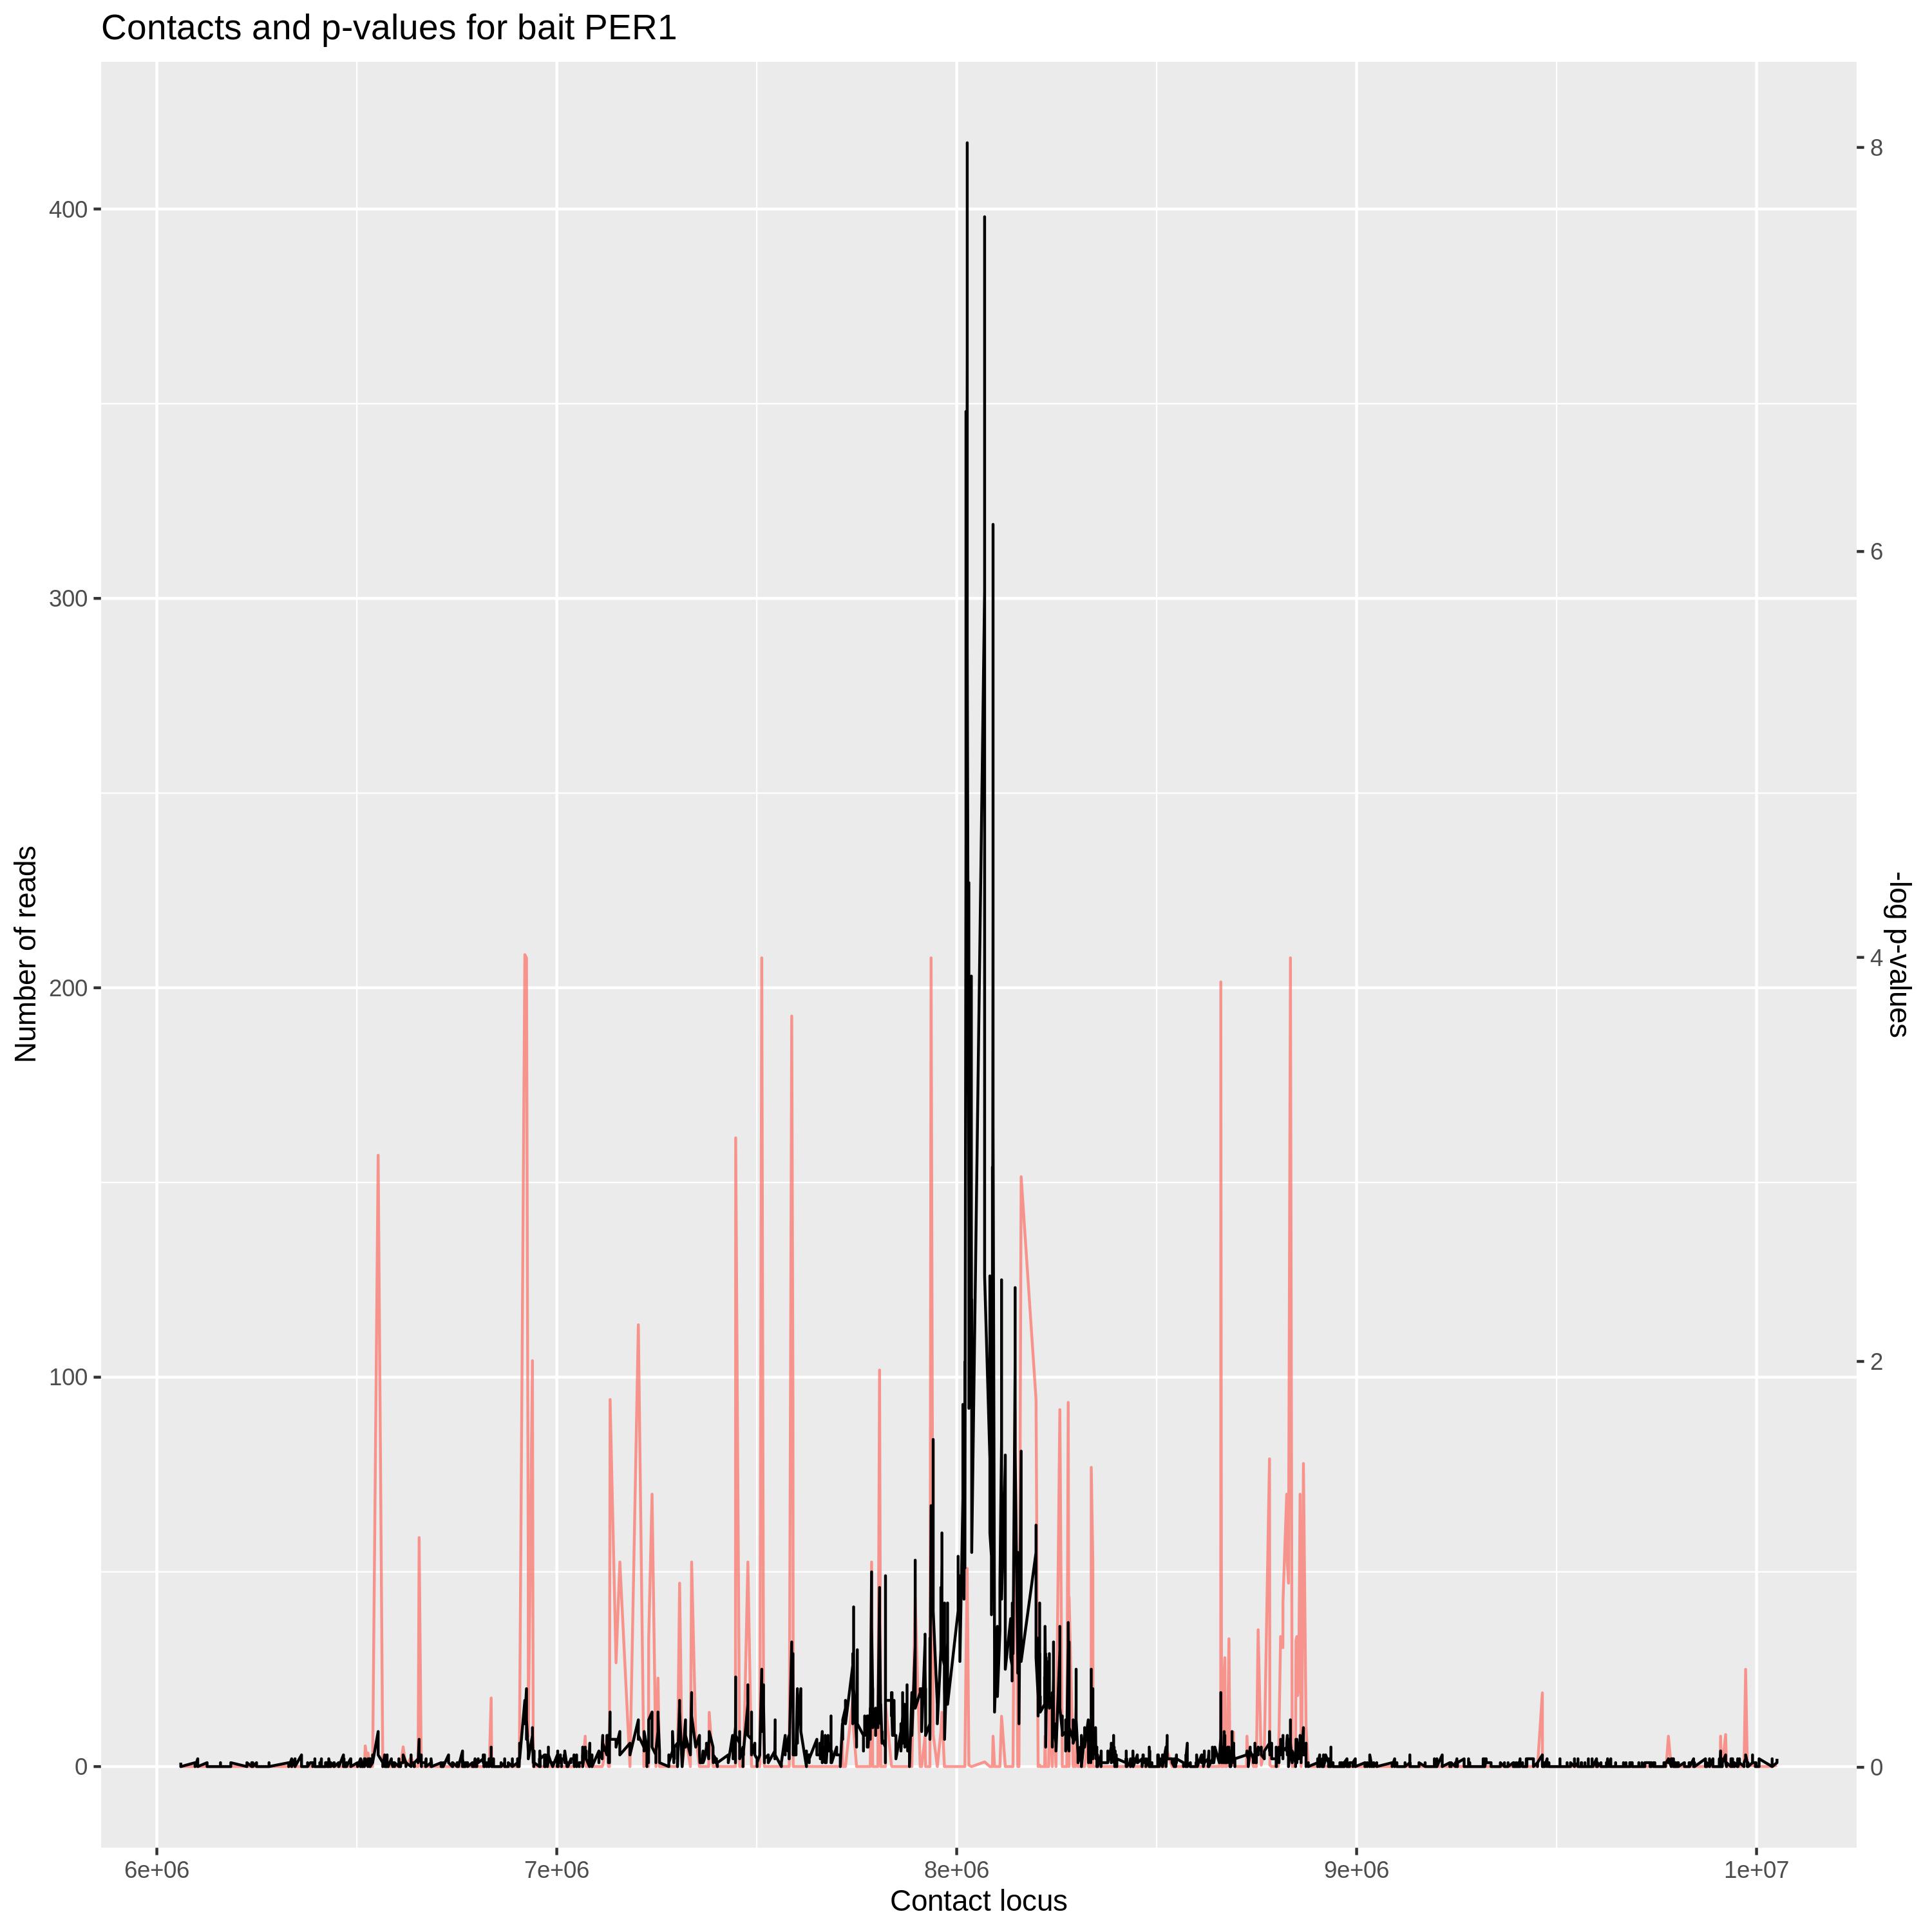 Contacts and p-values for bait PER1
Number of reads
400
300
200
100
0
8
6
4
2
0
-log p-values
6e+06
7e+06
8e+06
9e+06
1e+07
Contact locus